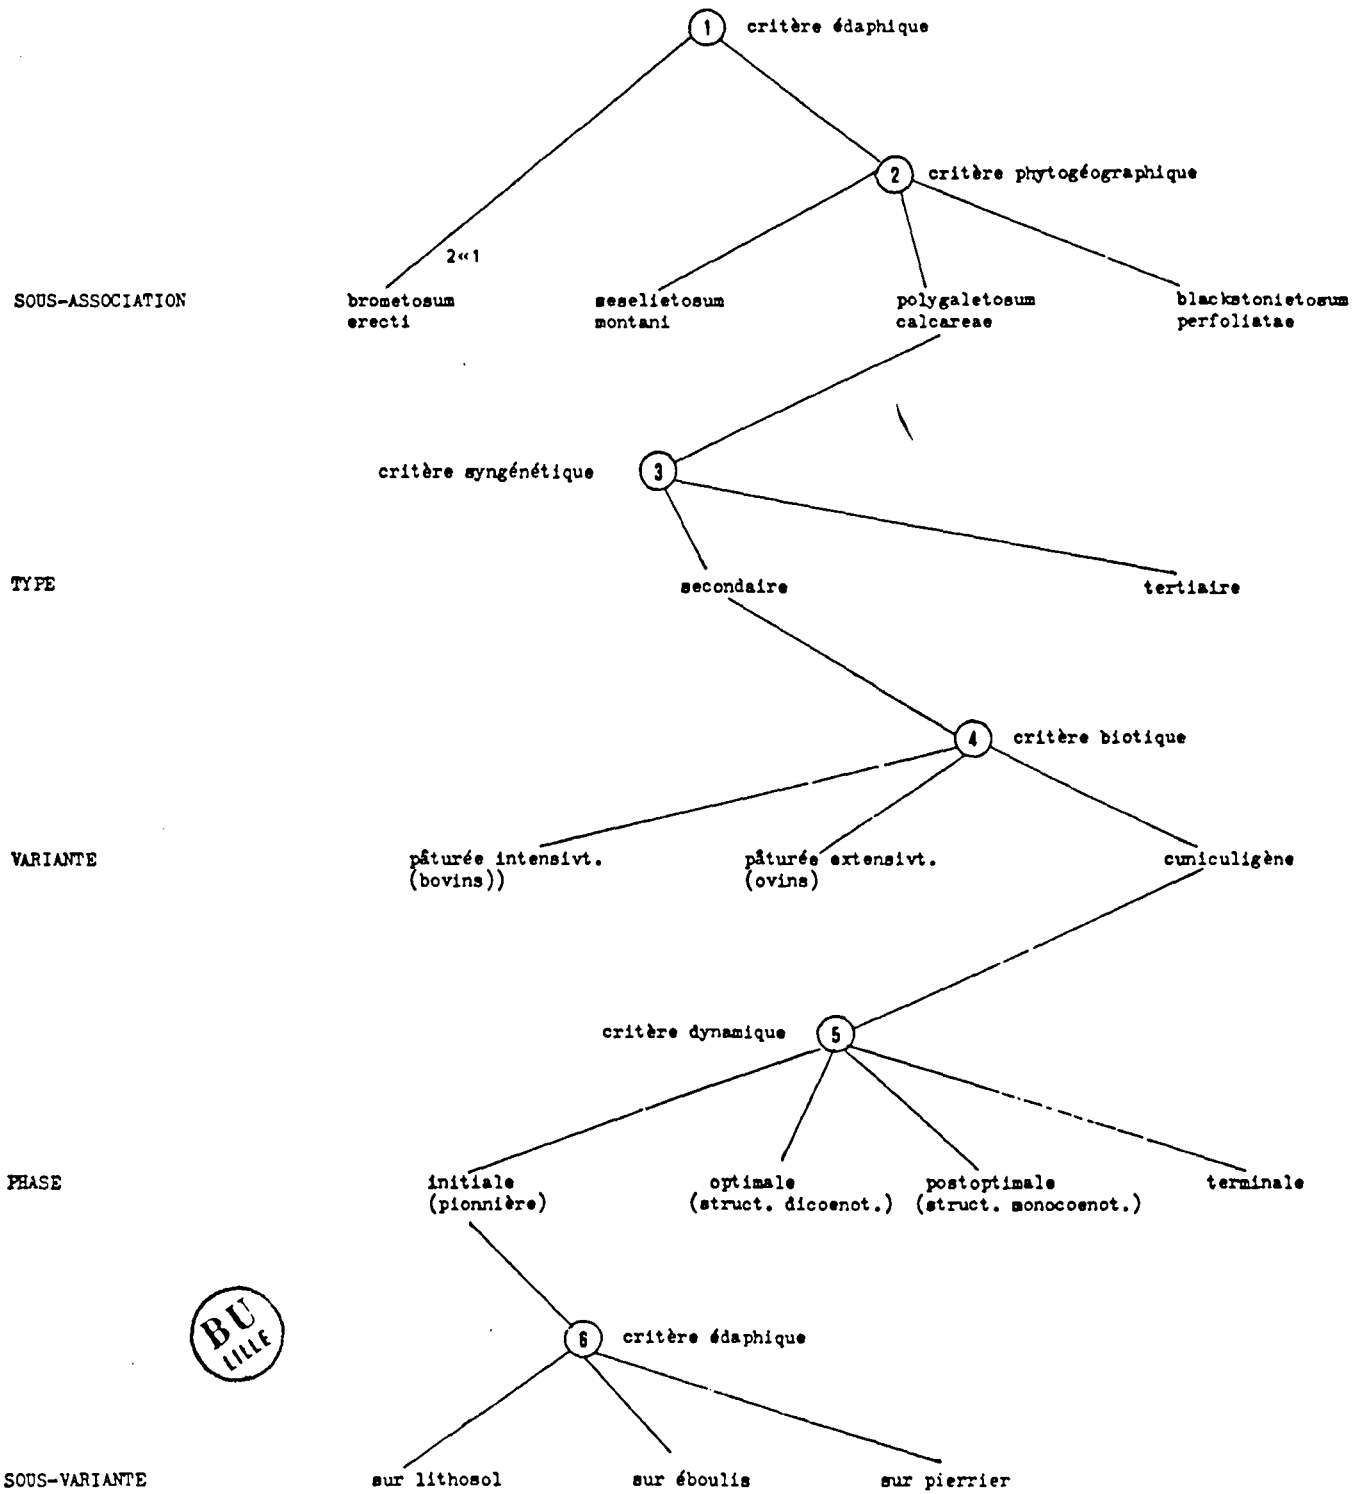 1 critère édaphique
2 critère phytogéographique
2«1
SOUS-ASSOCIATION brometosum seselietosum polygaletosum blackstonietosum
erecti montani calcareae perfoliatae
critère syngénétique 3
TYPE secondaire tertiaire
4 critère biotique
VARIANTE pâturée intensivt. pâturée extensivt. cuniculigène
(bovins)) (ovins)
critère dynamique 5
PHASE initiale optimale postoptimale terminale
(pionnière) (struct. dicoenot.) (struct. monocoenot.)
BU
LILLE
6 critère édaphique
SOUS-VARIANTE sur lithosol sur éboulis sur pierrier